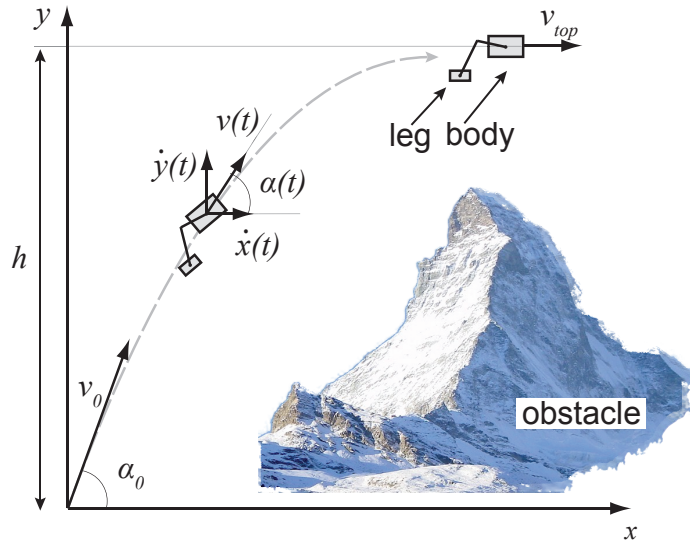 y
v_top
leg body
v(t)
ẏ(t)
α(t)
ẋ(t)
h
v_0
obstacle
α_0
x